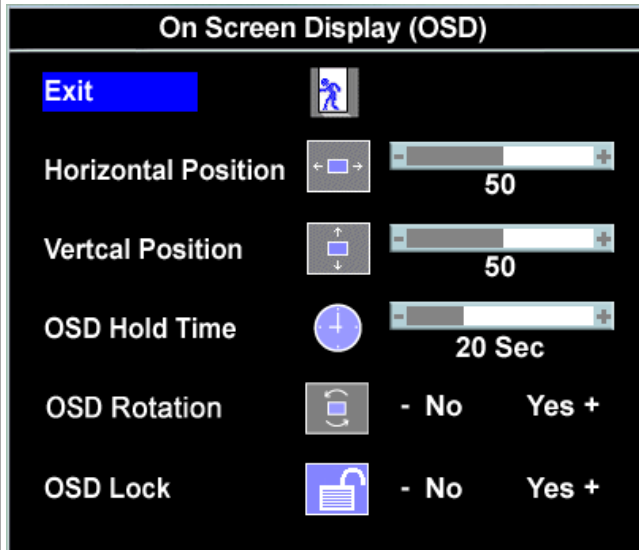 On Screen Display (OSD)
Exit
Horizontal Position - +
50
Vertcal Position - +
50
OSD Hold Time - +
20 Sec
OSD Rotation - No Yes +
OSD Lock - No Yes +